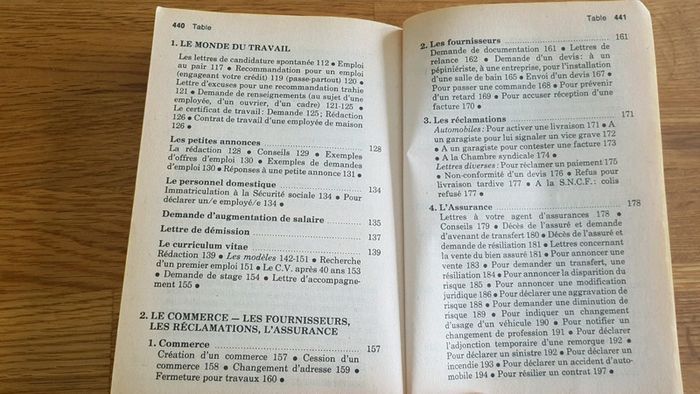 440 Table
1. LE MONDE DU TRAVAIL
Les lettres de candidature spontanée 112 • Emploi
au pair 117 • Recommandation pour un emploi
(engageant votre crédit) 119 (passe-partout) 120 •
Lettre d'excuses pour une recommandation trahie
121 • Demande de renseignements (au sujet d'une
employée, d'un ouvrier, d'un cadre) 121-125 •
Le certificat de travail : Demande 125 ; Rédaction
126 • Contrat de travail d'une employée de maison
126 •
Les petites annonces 128
La rédaction 128 • Conseils 129 • Exemples
d'offres d'emploi 130 • Exemples de demandes
d'emploi 130 • Réponses à une petite annonce 131 •
Le personnel domestique 134
Immatriculation à la Sécurité sociale 134 • Pour
déclarer un/e employé/e 134 •
Demande d'augmentation de salaire 135
Lettre de démission 137
Le curriculum vitae 139
Rédaction 139 • Les modèles 142-151 • Recherche
d'un premier emploi 151 • Le C.V. après 40 ans 153
• Demande de stage 154 • Lettre d'accompagne-
ment 155 •
2. LE COMMERCE — LES FOURNISSEURS,
LES RÉCLAMATIONS, L'ASSURANCE
1. Commerce 157
Création d'un commerce 157 • Cession d'un
commerce 158 • Changement d'adresse 159 •
Fermeture pour travaux 160 •
Table 441
2. Les fournisseurs 161
Demande de documentation 161 • Lettres de
relance 162 • Demande d'un devis : à un
pépiniériste, à une entreprise, pour l'installation
d'une salle de bain 165 • Envoi d'un devis 167 •
Pour passer une commande 168 • Pour prévenir
d'un retard 169 • Pour accuser réception d'une
facture 170 •
3. Les réclamations 171
Automobiles : Pour activer une livraison 171 • A
un garagiste pour lui signaler un vice grave 172
• A un garagiste pour contester une facture 173
• A la Chambre syndicale 174 •
Lettres diverses : Pour réclamer un paiement 175
• Non-conformité d'un devis 176 • Refus pour
livraison tardive 177 • A la S.N.C.F. : colis
refusé 177 •
4. L'Assurance 178
Lettres à votre agent d'assurances 178 •
Conseils 179 • Décès de l'assuré et demande
d'avenant de transfert 180 • Décès de l'assuré et
demande de résiliation 181 • Lettres concernant
la vente du bien assuré 181 • Pour annoncer une
vente 183 • Pour demander un transfert, une
résiliation 184 • Pour annoncer la disparition du
risque 185 • Pour annoncer une modification
juridique 186 • Pour déclarer une aggravation de
risque 188 • Pour demander une diminution de
risque 189 • Pour indiquer un changement
d'usage d'un véhicule 190 • Pour notifier un
changement de profession 191 • Pour déclarer
l'adjonction temporaire d'une remorque 192 •
Pour déclarer un sinistre 192 • Pour déclarer un
incendie 193 • Pour déclarer un accident d'auto-
mobile 194 • Pour résilier un contrat 197 •